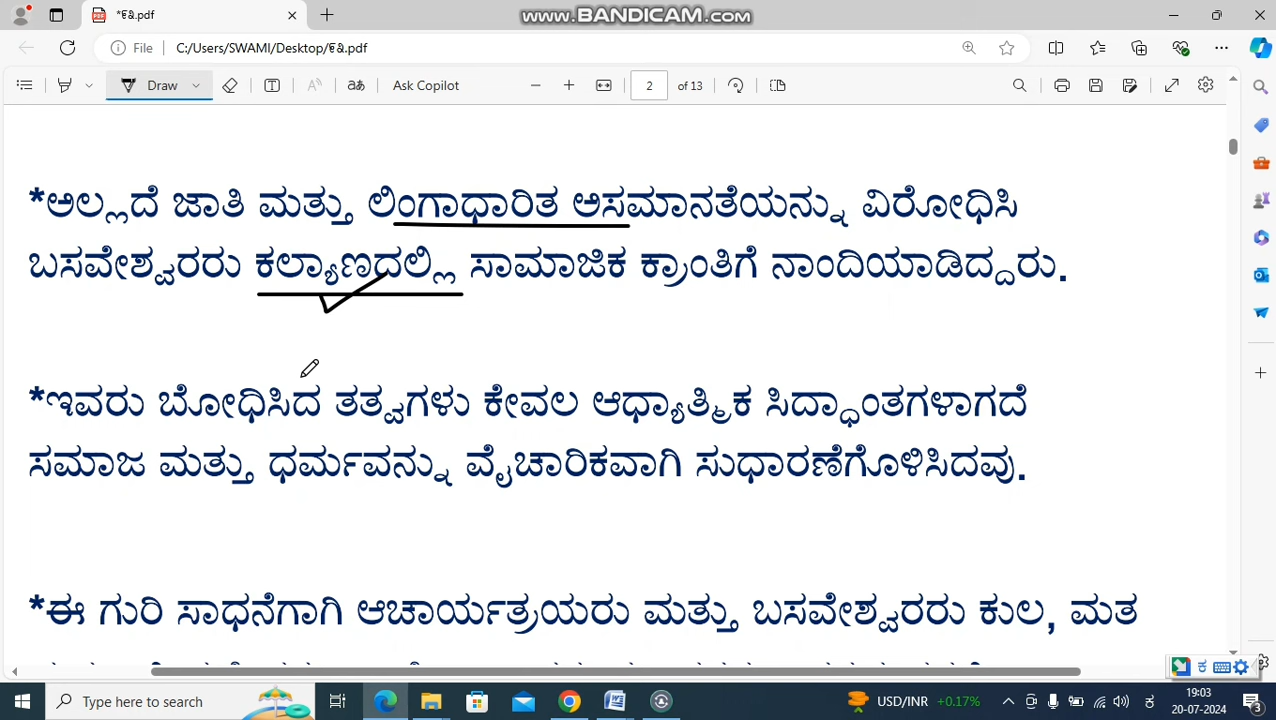 www.BANDICAM.com
*ಕಿ.pdf
File C:/Users/SWAMI/Desktop/
Draw
Ask Copilot
2 of 13
*ಅಲ್ಲದೆ ಜಾತಿ ಮತ್ತು ಲಿಂಗಾಧಾರಿತ ಅಸಮಾನತೆಯನ್ನು ವಿರೋಧಿಸಿ
ಬಸವೇಶ್ವರರು ಕಲ್ಯಾಣದಲ್ಲಿ ಸಾಮಾಜಿಕ ಕ್ರಾಂತಿಗೆ ನಾಂದಿಯಾಡಿದ್ದರು.
*ಇವರು ಬೋಧಿಸಿದ ತತ್ವಗಳು ಕೇವಲ ಆಧ್ಯಾತ್ಮಿಕ ಸಿದ್ಧಾಂತಗಳಾಗದೆ
ಸಮಾಜ ಮತ್ತು ಧರ್ಮವನ್ನು ವೈಚಾರಿಕವಾಗಿ ಸುಧಾರಣೆಗೊಳಿಸಿದವು.
*ಈ ಗುರಿ ಸಾಧನೆಗಾಗಿ ಆಚಾರ್ಯತ್ರಯರು ಮತ್ತು ಬಸವೇಶ್ವರರು ಕುಲ, ಮತ
Type here to search
USD/INR +0.17%
19:03
20-07-2024